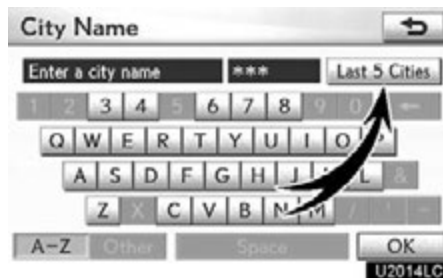 City Name
Enter a city name *** Last 5 Cities
1 2 3 4 5 6 7 8 9 0 ←
Q W E R T Y U I O P
A S D F G H J K L &
Z X C V B N M / ' -
A-Z Other Space OK
U2014LC